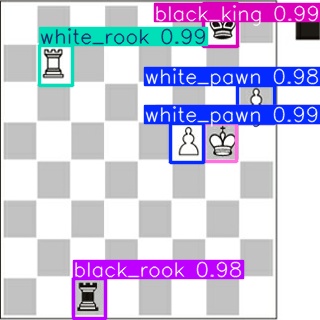 black_king 0.99
white_rook 0.99
white_pawn 0.98
white_pawn 0.99
black_rook 0.98